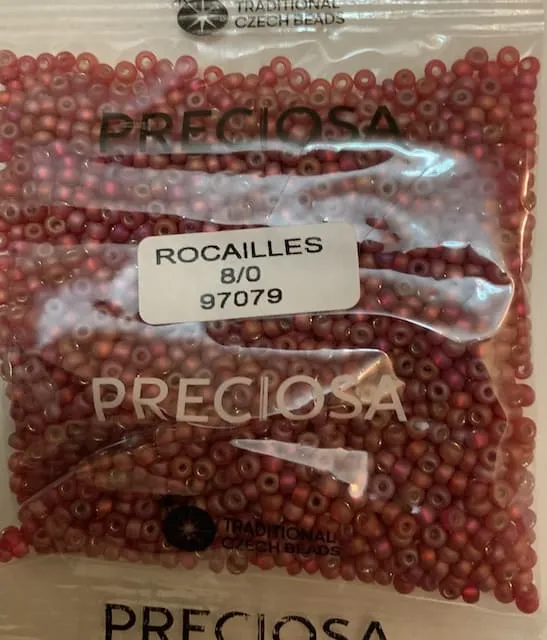 TRADITIONAL
CZECH BEADS
PRECIOSA
ROCAILLES
8/0
97079
PRECIOSA
TRADITIONAL
CZECH BEADS
PRECIOSA